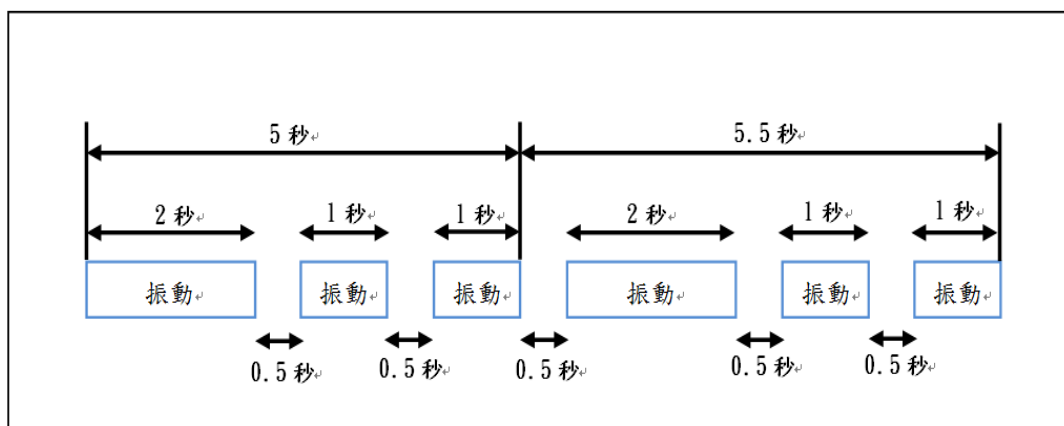 5 秒 5.5 秒
2 秒 1 秒 1 秒 2 秒 1 秒 1 秒
振動 振動 振動 振動 振動 振動
0.5 秒 0.5 秒 0.5 秒 0.5 秒 0.5 秒